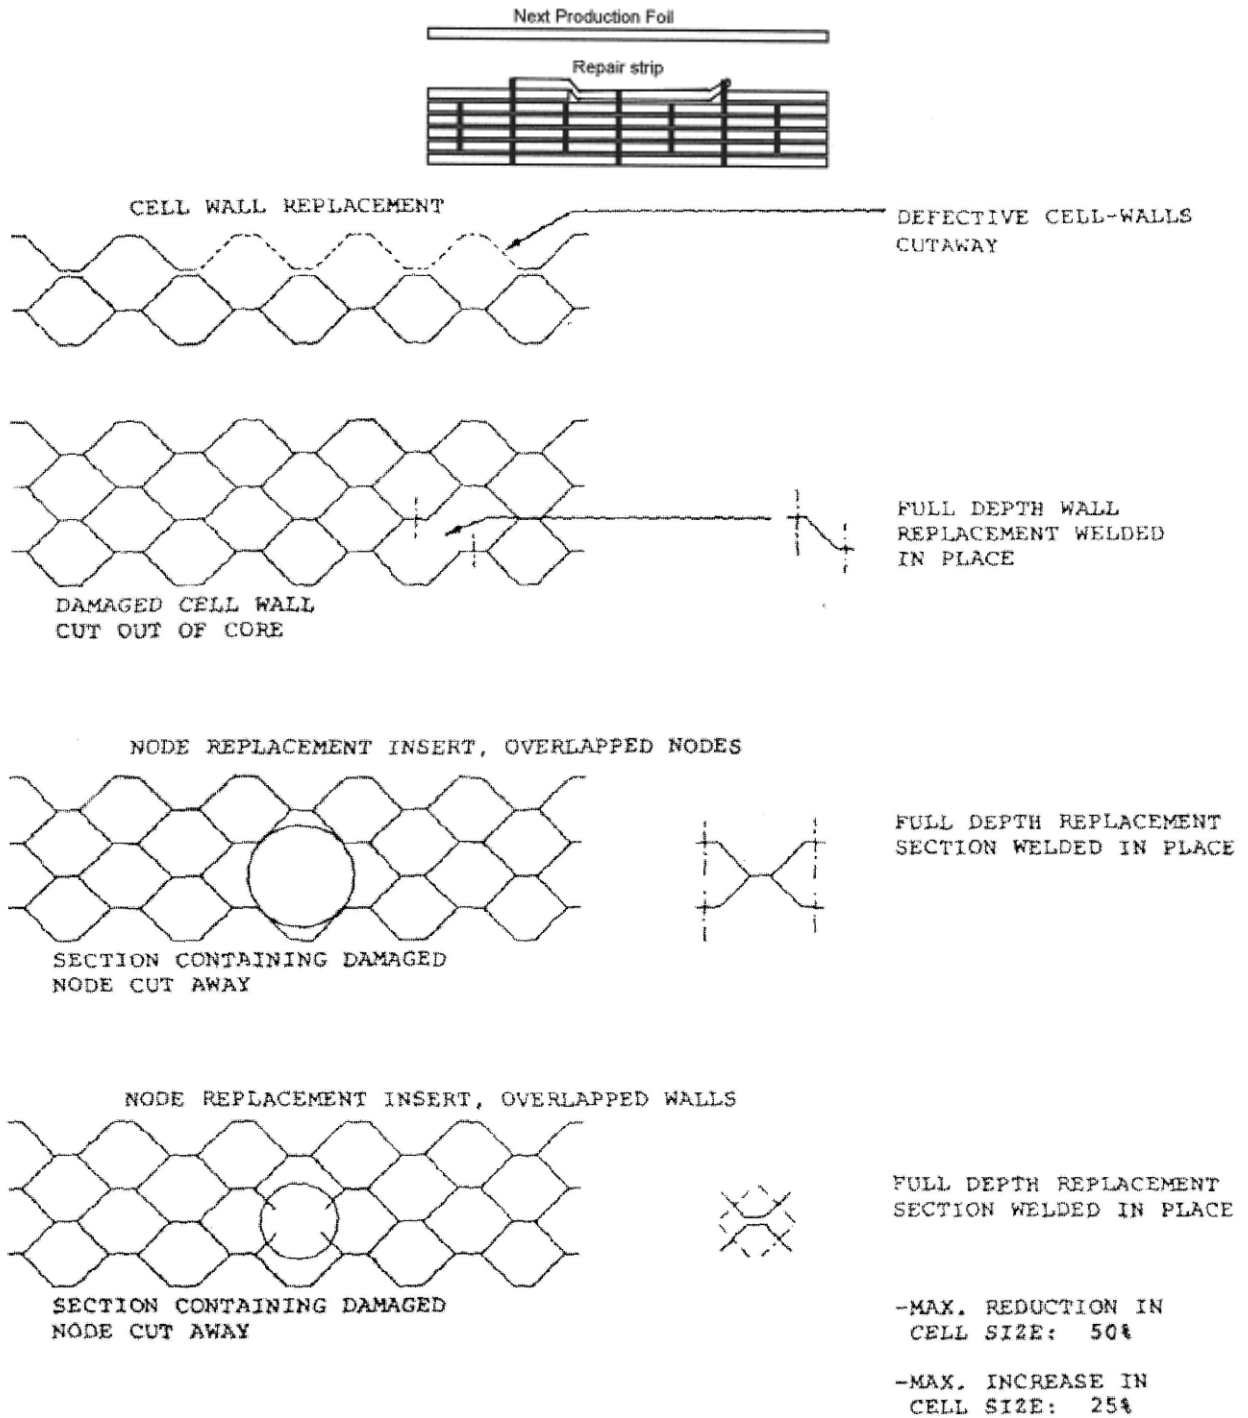 Next Production Foil
Repair strip
CELL WALL REPLACEMENT
DEFECTIVE CELL-WALLS
CUTAWAY
FULL DEPTH WALL
REPLACEMENT WELDED
IN PLACE
DAMAGED CELL WALL
CUT OUT OF CORE
NODE REPLACEMENT INSERT, OVERLAPPED NODES
FULL DEPTH REPLACEMENT
SECTION WELDED IN PLACE
SECTION CONTAINING DAMAGED
NODE CUT AWAY
NODE REPLACEMENT INSERT, OVERLAPPED WALLS
FULL DEPTH REPLACEMENT
SECTION WELDED IN PLACE
SECTION CONTAINING DAMAGED
NODE CUT AWAY
-MAX. REDUCTION IN
CELL SIZE: 50%
-MAX. INCREASE IN
CELL SIZE: 25%